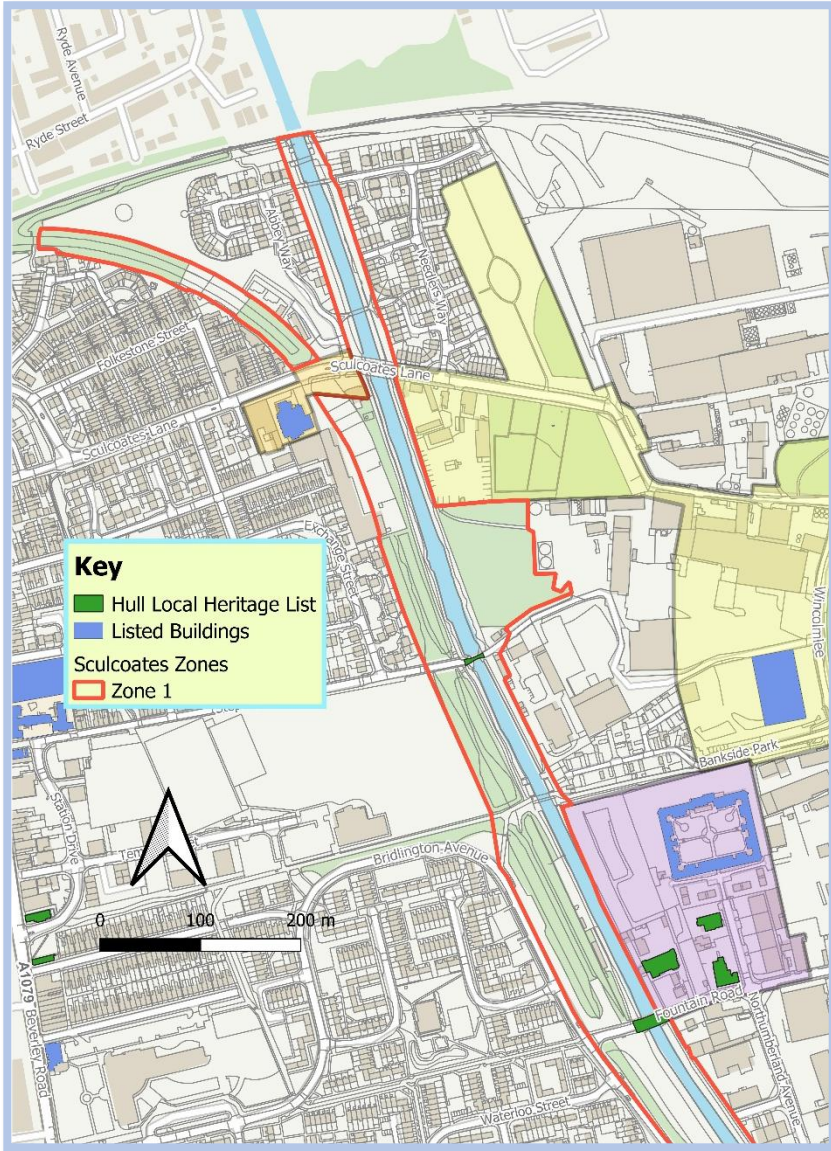 Ryde Avenue
Ryde Street
Abbey Way
Needlers Way
Folkestone Street
Sculcoates Lane
Sculcoates Lane
Exchange Street
Wincolmlee
Key
Hull Local Heritage List
Listed Buildings
Sculcoates Zones
Zone 1
Bankside Park
Station Drive
Bridlington Avenue
0 100 200 m
A1079 Beverley Road
Fountain Road
Northumberland Avenue
Waterloo Street